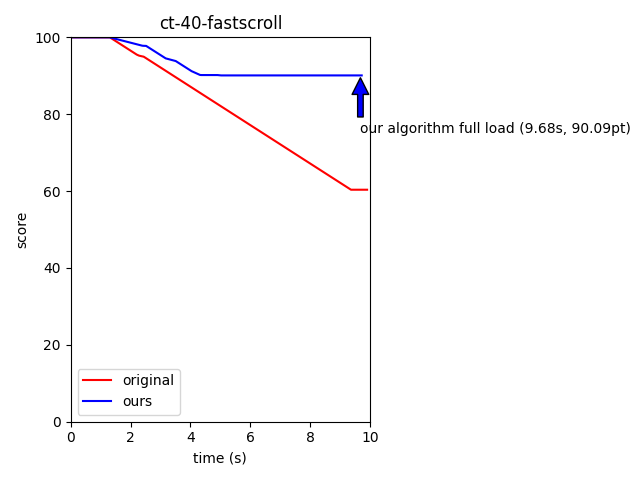 ct-40-fastscroll
100
80
60
40
20
0
score
our algorithm full load (9.68s, 90.09pt)
original
ours
0 2 4 6 8 10
time (s)